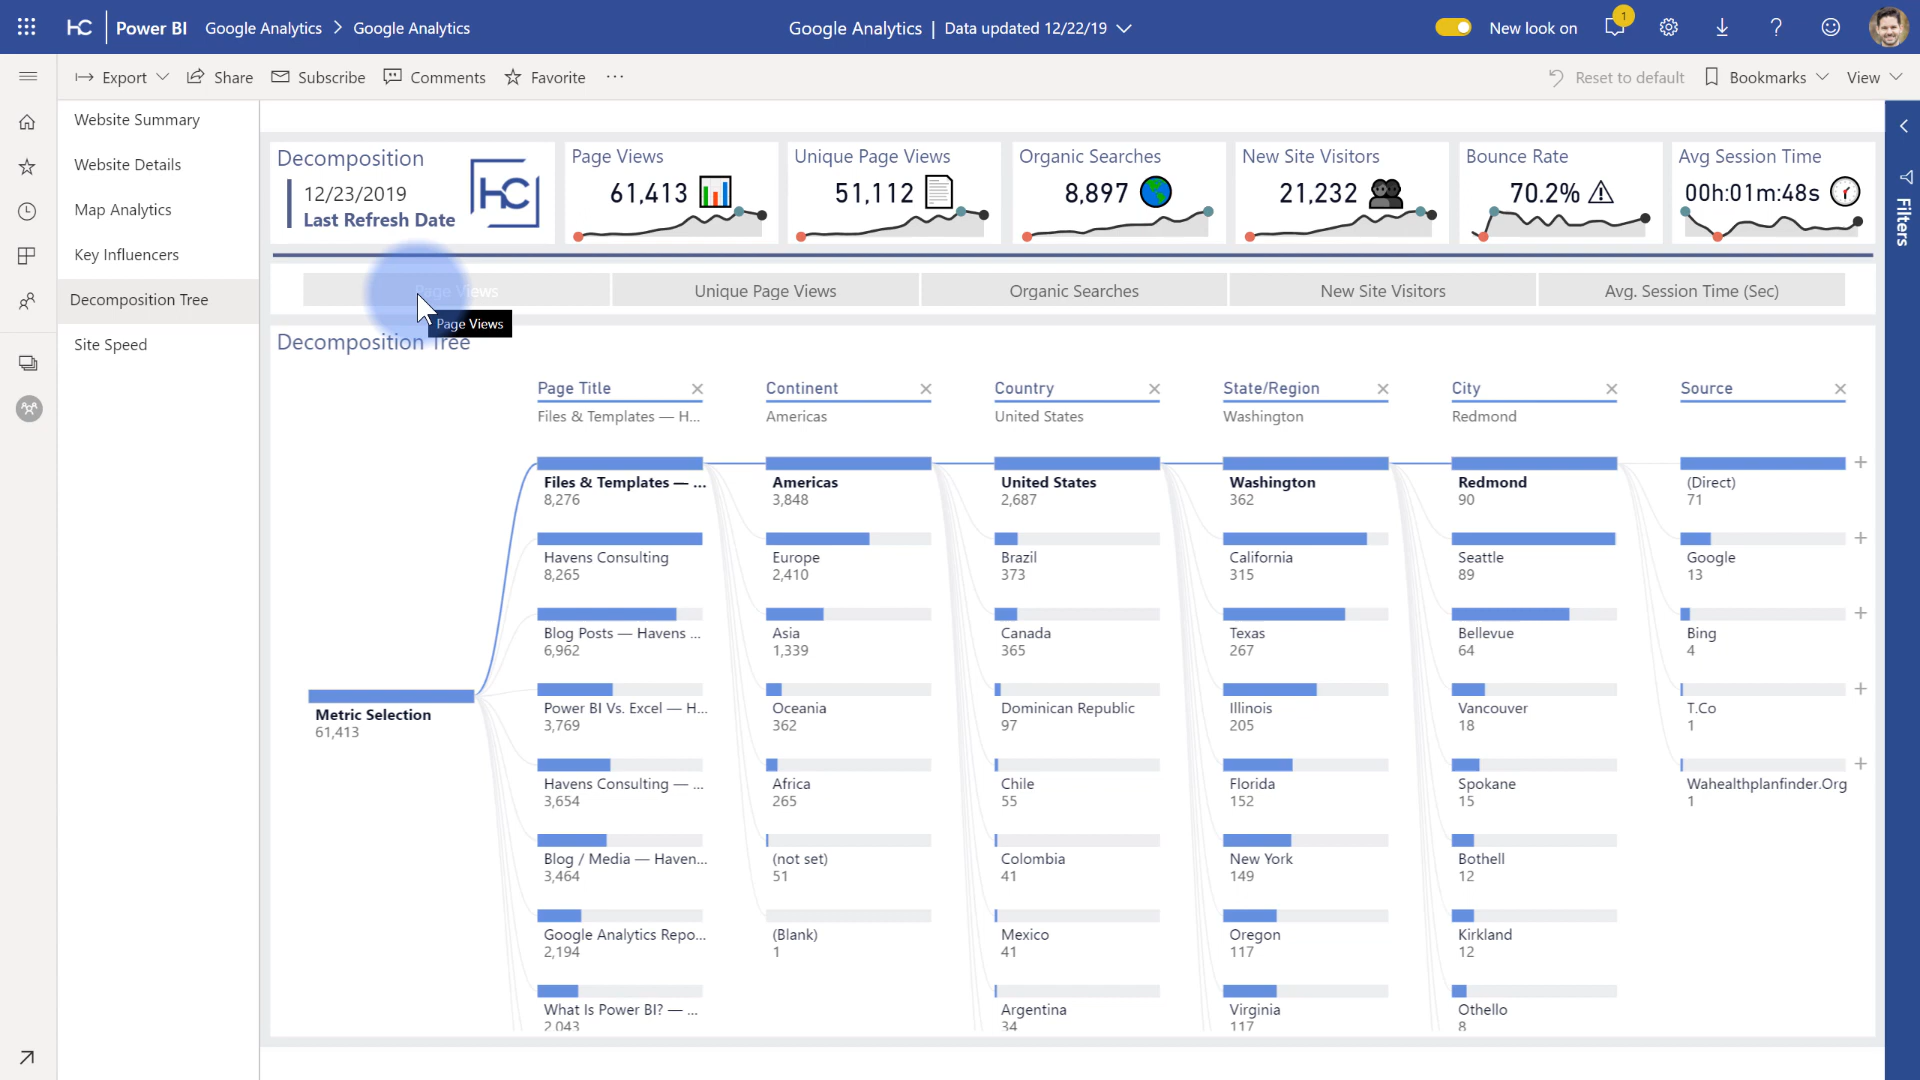 HC Power BI Google Analytics > Google Analytics
Google Analytics | Data updated 12/22/19
New look on
1
Export
Share
Subscribe
Comments
Favorite
...
Reset to default
Bookmarks
View
Website Summary
Website Details
Map Analytics
Key Influencers
Decomposition Tree
Site Speed
Filters
Decomposition
12/23/2019
Last Refresh Date
HC
Page Views
61,413
Unique Page Views
51,112
Organic Searches
8,897
New Site Visitors
21,232
Bounce Rate
70.2%
Avg Session Time
00h:01m:48s
Page Views
Unique Page Views
Organic Searches
New Site Visitors
Avg. Session Time (Sec)
Page Views
Decomposition Tree
Metric Selection
61,413
Page Title
Files & Templates — H...
Files & Templates — ...
8,276
Havens Consulting
8,265
Blog Posts — Havens ...
6,962
Power BI Vs. Excel — H...
3,769
Havens Consulting — ...
3,654
Blog / Media — Haven...
3,464
Google Analytics Repo...
2,194
What Is Power BI? — ...
2,043
Continent
Americas
Americas
3,848
Europe
2,410
Asia
1,339
Oceania
362
Africa
265
(not set)
51
(Blank)
1
Country
United States
United States
2,687
Brazil
373
Canada
365
Dominican Republic
97
Chile
55
Colombia
41
Mexico
41
Argentina
34
State/Region
Washington
Washington
362
California
315
Texas
267
Illinois
205
Florida
152
New York
149
Oregon
117
Virginia
117
City
Redmond
Redmond
90
Seattle
89
Bellevue
64
Vancouver
18
Spokane
15
Bothell
12
Kirkland
12
Othello
8
Source
(Direct)
71
Google
13
Bing
4
T.Co
1
Wahealthplanfinder.Org
1